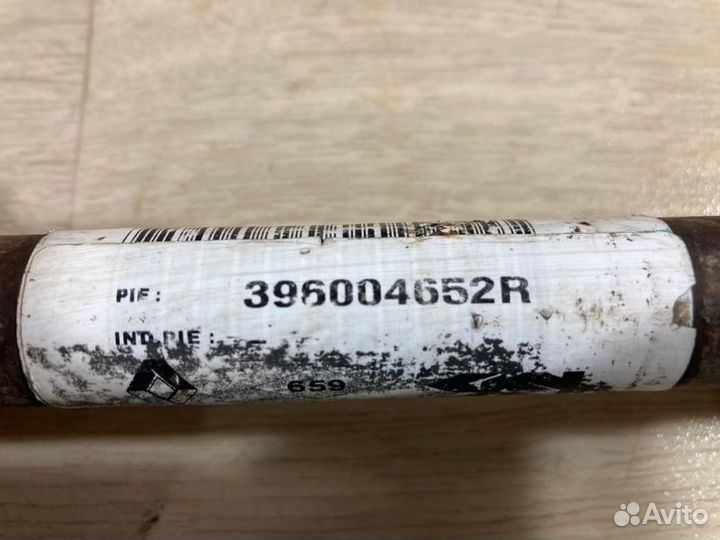 PIE : 396004652R
IND.PIE :
659
Avito